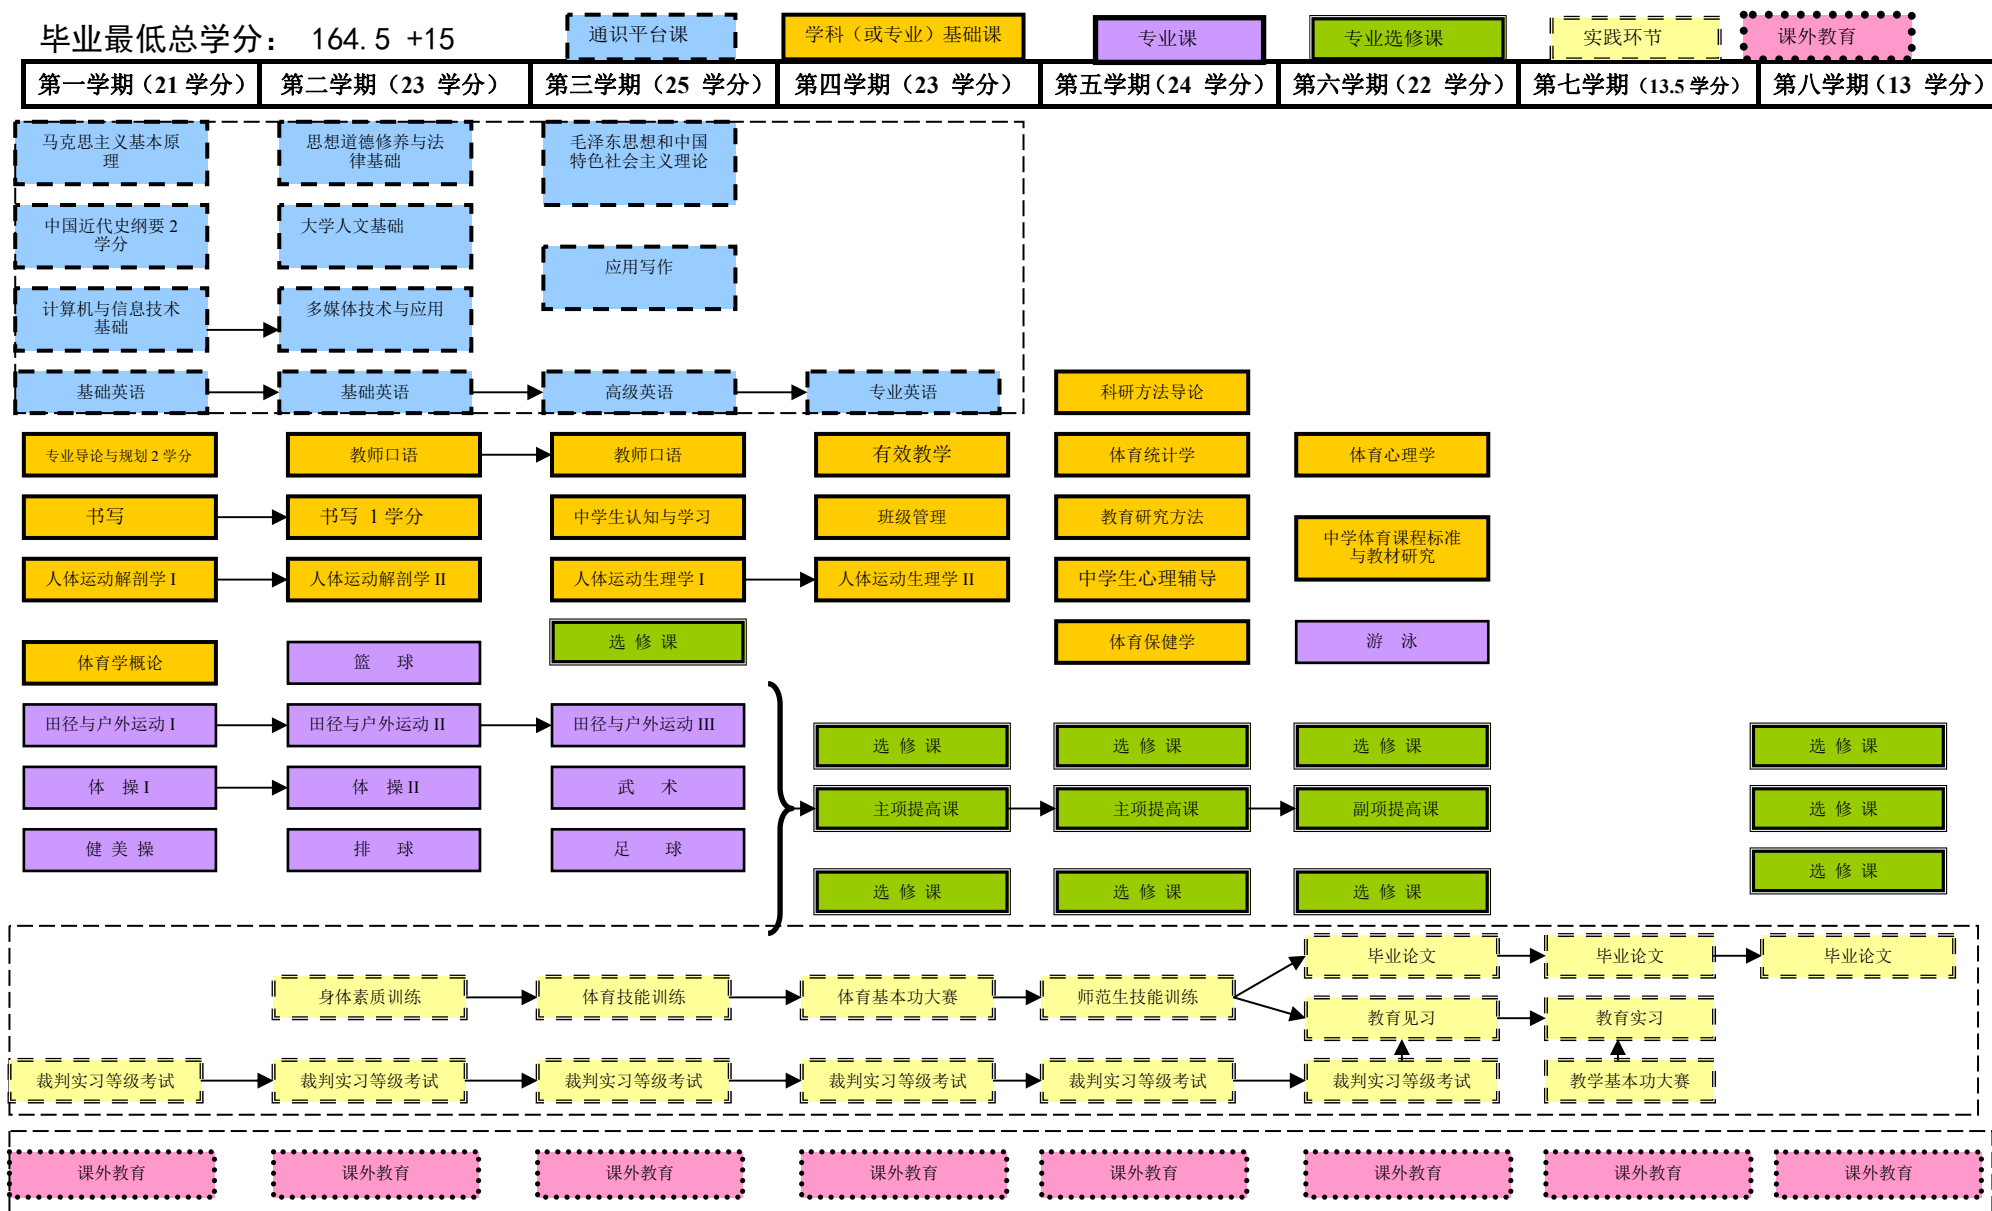 毕业最低总学分： 164.5 +15
通识平台课
学科（或专业）基础课
专业课
专业选修课
实践环节
课外教育
第一学期（21 学分）
第二学期（23 学分）
第三学期（25 学分）
第四学期（23 学分）
第五学期（24 学分）
第六学期（22 学分）
第七学期（13.5 学分）
第八学期（13 学分）
马克思主义基本原
理
思想道德修养与法
律基础
毛泽东思想和中国
特色社会主义理论
中国近代史纲要 2
学分
大学人文基础
应用写作
计算机与信息技术
基础
多媒体技术与应用
基础英语
基础英语
高级英语
专业英语
科研方法导论
专业导论与规划 2 学分
教师口语
教师口语
有效教学
体育统计学
体育心理学
书写
书写 1 学分
中学生认知与学习
班级管理
教育研究方法
中学体育课程标准
与教材研究
人体运动解剖学 I
人体运动解剖学 II
人体运动生理学 I
人体运动生理学 II
中学生心理辅导
体育学概论
篮 球
选 修 课
体育保健学
游 泳
田径与户外运动 I
田径与户外运动 II
田径与户外运动 III
选 修 课
选 修 课
选 修 课
选 修 课
体 操 I
体 操 II
武 术
主项提高课
主项提高课
副项提高课
选 修 课
健 美 操
排 球
足 球
选 修 课
选 修 课
选 修 课
选 修 课
毕业论文
毕业论文
毕业论文
身体素质训练
体育技能训练
体育基本功大赛
师范生技能训练
教育见习
教育实习
裁判实习等级考试
裁判实习等级考试
裁判实习等级考试
裁判实习等级考试
裁判实习等级考试
裁判实习等级考试
教学基本功大赛
课外教育
课外教育
课外教育
课外教育
课外教育
课外教育
课外教育
课外教育